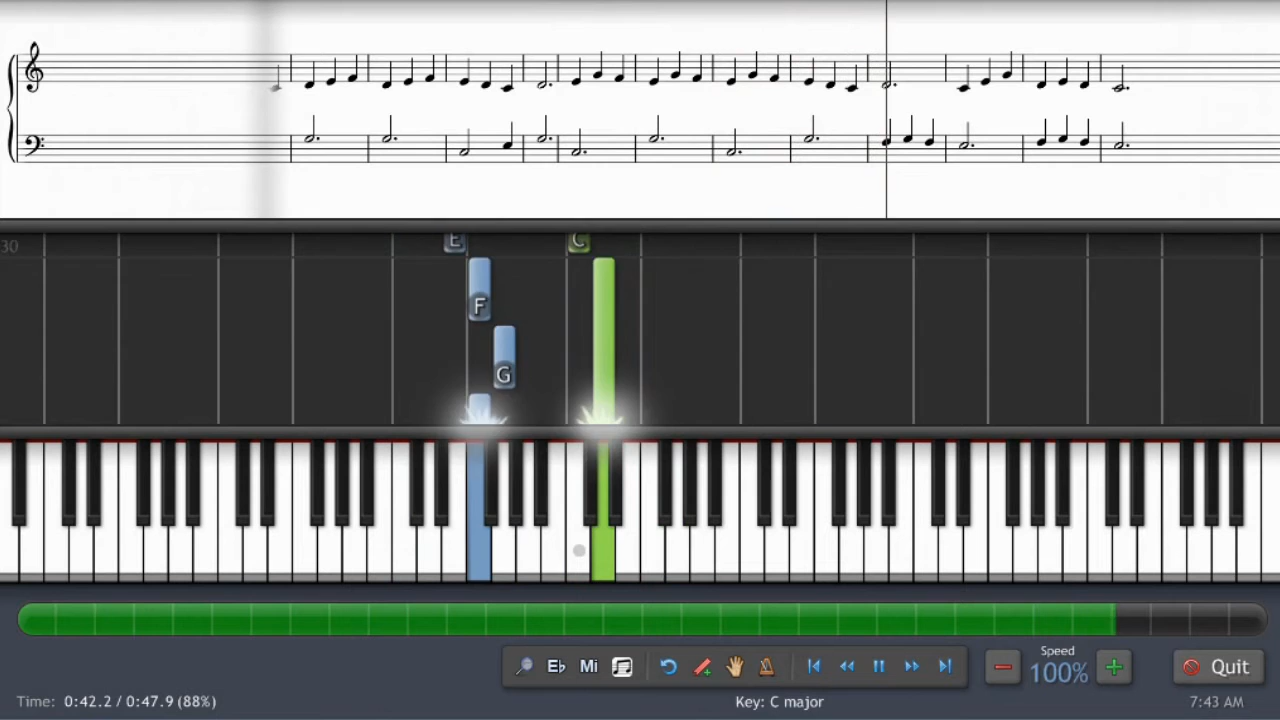 30
E
C
F
G
Eb Mi
Speed
100%
Quit
Time: 0:42.2 / 0:47.9 (88%)
Key: C major
7:43 AM